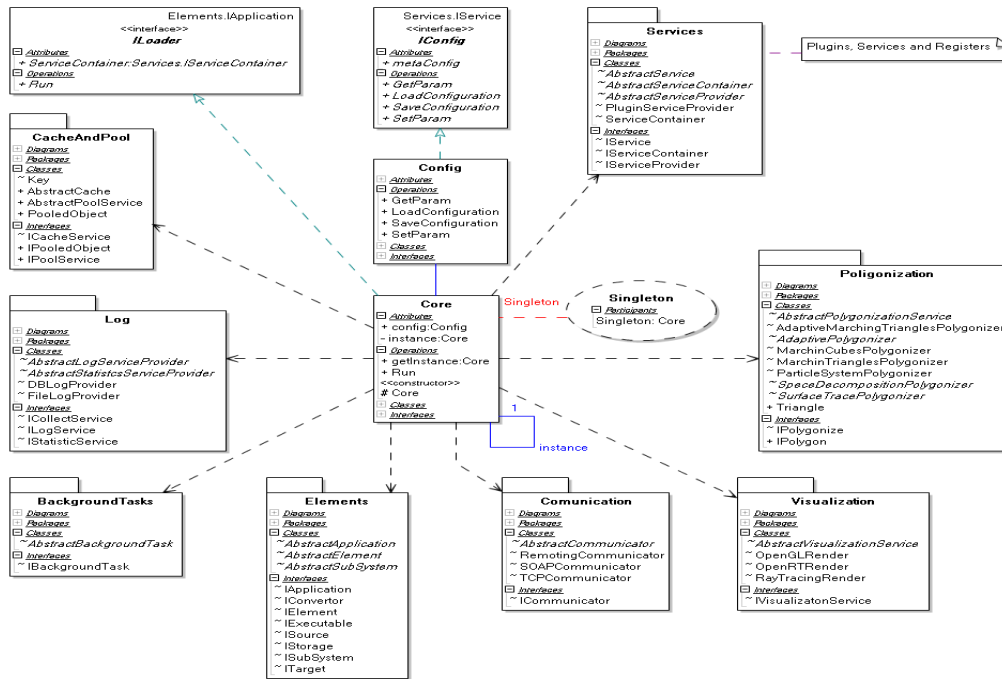 Elements.IApplication
<<interface>>
ILoader
Attributes
+ ServiceContainer:Services.IServiceContainer
Operations
+ Run
Services.IService
<<interface>>
IConfig
Attributes
+ metaConfig
Operations
+ GetParam
+ LoadConfiguration
+ SaveConfiguration
+ SetParam
Services
Diagrams
Packages
Classes
~ AbstractService
~ AbstractServiceContainer
~ AbstractServiceProvider
~ PluginServiceProvider
~ ServiceContainer
Interfaces
~ IService
~ IServiceContainer
~ IServiceProvider
Plugins, Services and Registers
CacheAndPool
Diagrams
Packages
Classes
~ Key
+ AbstractCache
+ AbstractPoolService
+ PooledObject
Interfaces
~ ICacheService
+ IPooledObject
+ IPoolService
Config
Attributes
Operations
+ GetParam
+ LoadConfiguration
+ SaveConfiguration
+ SetParam
Classes
Interfaces
Log
Diagrams
Packages
Classes
~ AbstractLogServiceProvider
~ AbstractStatistcsServiceProvider
~ DBLogProvider
~ FileLogProvider
Interfaces
~ ICollectService
~ ILogService
~ IStatisticService
Core
Attributes
+ config:Config
- instance:Core
Operations
+ getInstance:Core
+ Run
<<constructor>>
# Core
Classes
Interfaces
1
instance
Singleton
Singleton
Participants
Singleton: Core
Poligonization
Diagrams
Packages
Classes
~ AbstractPolygonizationService
~ AdaptiveMarchingTrianglesPolygonizer
~ AdaptivePolygonizer
~ MarchinCubesPolygonizer
~ MarchinTrianglesPolygonizer
~ ParticleSystemPolygonizer
~ SpeceDecompositionPolygonizer
~ SurfaceTracePolygonizer
+ Triangle
Interfaces
~ IPolygonize
+ IPolygon
BackgroundTasks
Diagrams
Packages
Classes
~ AbstractBackgroundTask
Interfaces
~ IBackgroundTask
Elements
Diagrams
Packages
Classes
~ AbstractApplication
~ AbstractElement
~ AbstractSubSystem
Interfaces
~ IApplication
~ IConvertor
~ IElement
~ IExecutable
~ ISource
~ IStorage
~ ISubSystem
~ ITarget
Comunication
Diagrams
Packages
Classes
~ AbstractCommunicator
~ RemotingCommunicator
~ SOAPCommunicator
~ TCPCommunicator
Interfaces
~ ICommunicator
Visualization
Diagrams
Packages
Classes
~ AbstractVisualizationService
~ OpenGLRender
~ OpenRTRender
~ RayTracingRender
Interfaces
~ IVisualizatonService